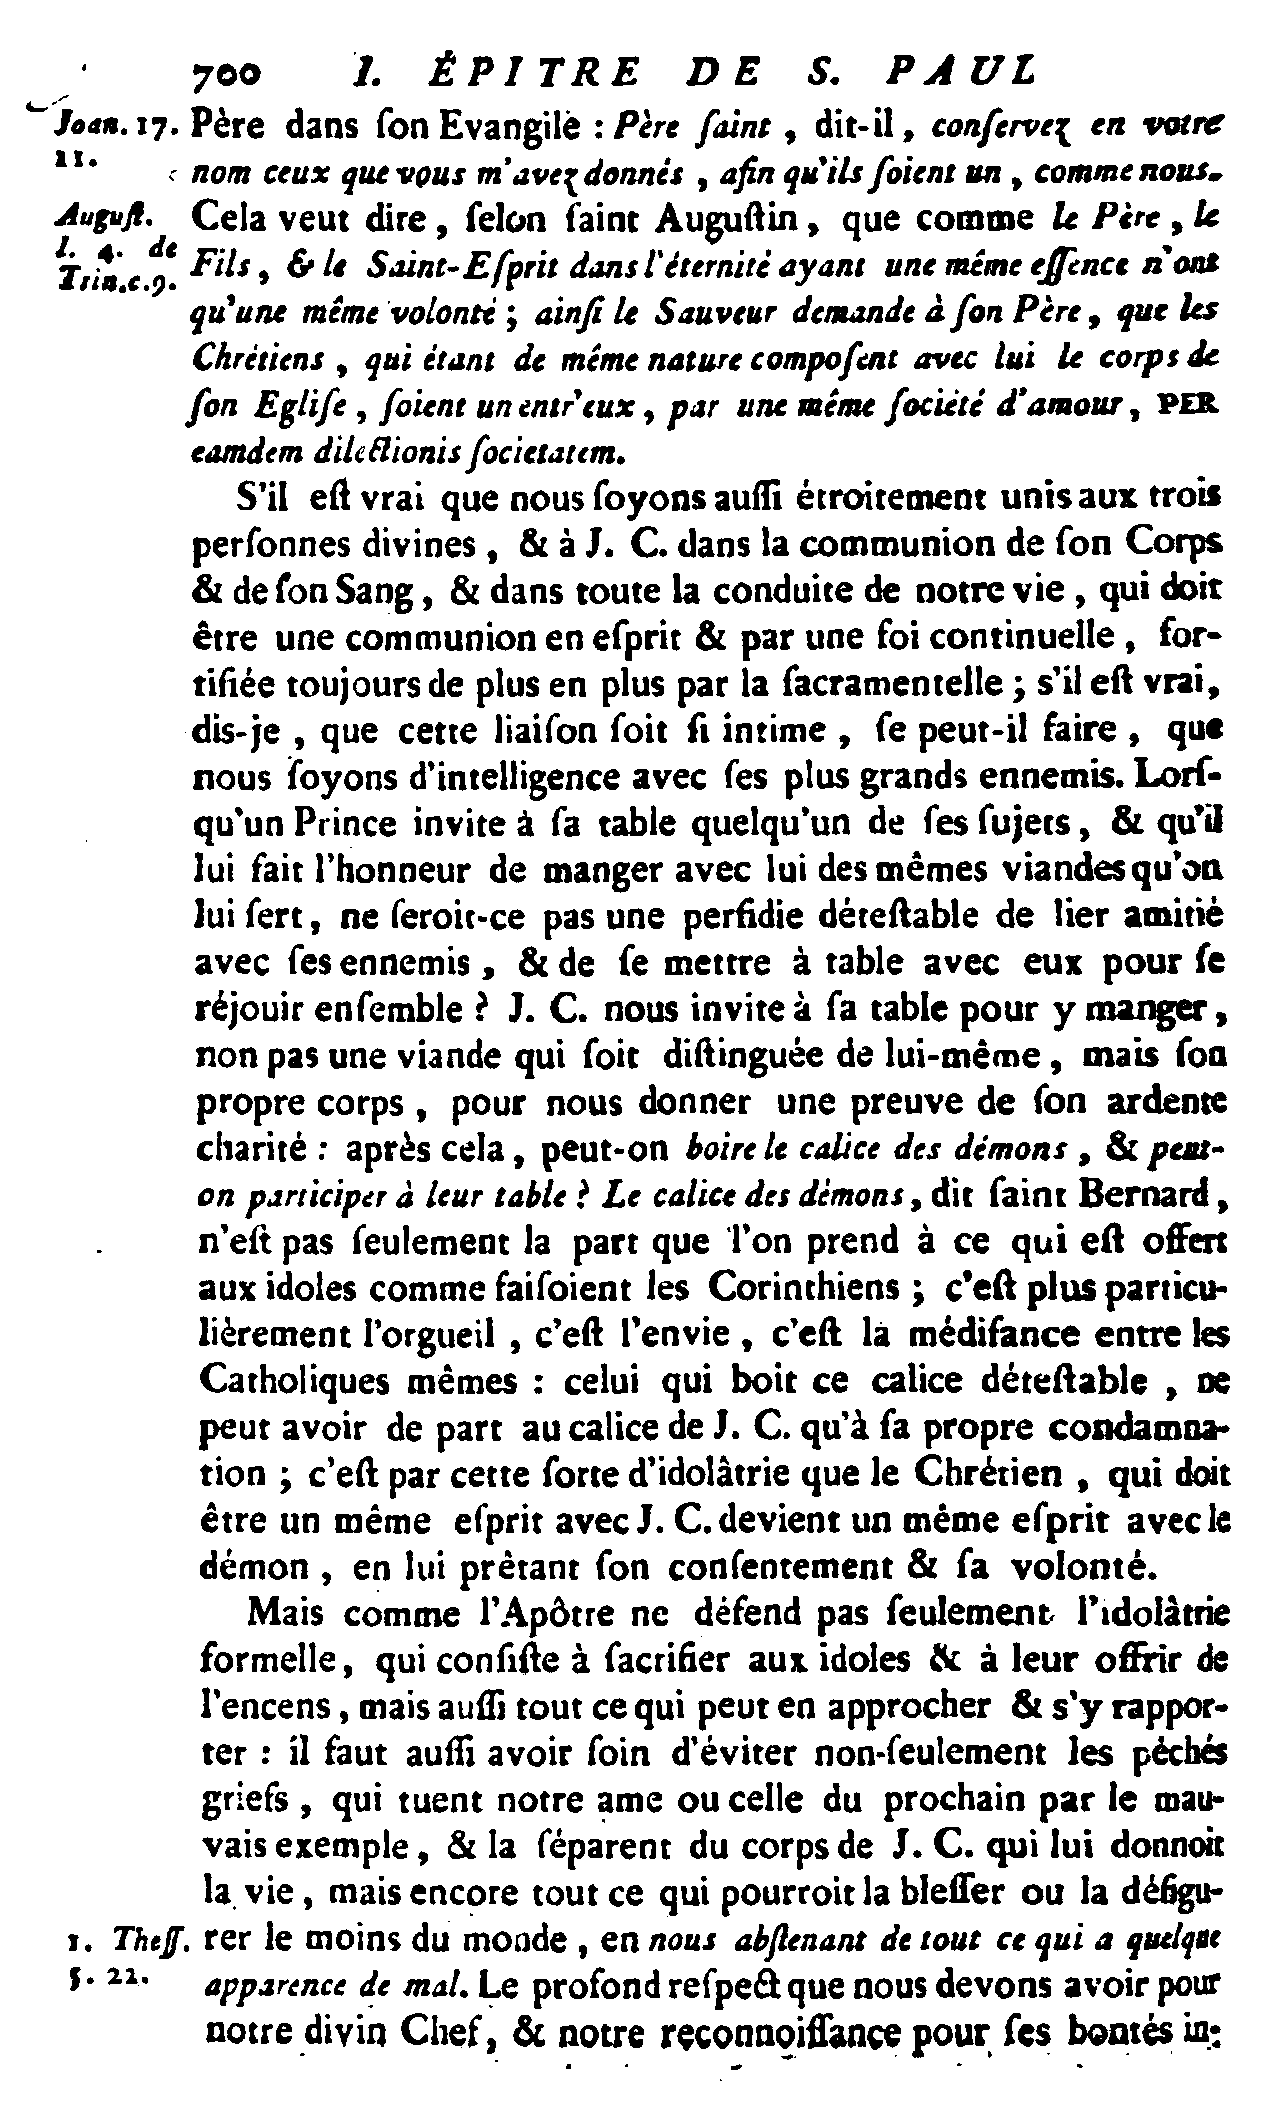 700 I. ÉPITRE DE S. PAUL
Joan. 17. Père dans ſon Evangile : Père ſaint , dit-il , conſervez en votre
11. nom ceux que vous m'avez donnés , afin qu'ils ſoient un , comme nous.
Auguſt. Cela veut dire , ſelon ſaint Auguſtin , que comme le Père , le
l. 4. de Fils , & le Saint-Eſprit dans l'éternité ayant une même eſſence n'ont
Trin. c. 9. qu'une même volonté ; ainſi le Sauveur demande à ſon Père , que les
Chrétiens , qui étant de même nature compoſent avec lui le corps de
ſon Egliſe , ſoient un entr'eux , par une même ſociété d'amour , PER
eamdem dilectionis ſocietatem.
S'il eſt vrai que nous ſoyons auſſi étroitement unis aux trois
perſonnes divines , & à J. C. dans la communion de ſon Corps
& de ſon Sang , & dans toute la conduite de notre vie , qui doit
être une communion en eſprit & par une foi continuelle , for-
tifiée toujours de plus en plus par la ſacramentelle ; s'il eſt vrai,
dis-je , que cette liaiſon ſoit ſi intime , ſe peut-il faire , que
nous ſoyons d'intelligence avec ſes plus grands ennemis. Lorſ-
qu'un Prince invite à ſa table quelqu'un de ſes ſujets , & qu'il
lui fait l'honneur de manger avec lui des mêmes viandes qu'on
lui ſert , ne ſeroit-ce pas une perfidie déteſtable de lier amitié
avec ſes ennemis , & de ſe mettre à table avec eux pour ſe
réjouir enſemble ? J. C. nous invite à ſa table pour y manger ,
non pas une viande qui ſoit diſtinguée de lui-même , mais ſon
propre corps , pour nous donner une preuve de ſon ardente
charité : après cela , peut-on boire le calice des démons , & peut-
on participer à leur table ? Le calice des démons , dit ſaint Bernard ,
n'eſt pas ſeulement la part que l'on prend à ce qui eſt offert
aux idoles comme faiſoient les Corinthiens ; c'eſt plus particu-
lièrement l'orgueil , c'eſt l'envie , c'eſt la médiſance entre les
Catholiques mêmes : celui qui boit ce calice déteſtable , ne
peut avoir de part au calice de J. C. qu'à ſa propre condamna-
tion ; c'eſt par cette ſorte d'idolâtrie que le Chrétien , qui doit
être un même eſprit avec J. C. devient un même eſprit avec le
démon , en lui prêtant ſon conſentement & ſa volonté.
Mais comme l'Apôtre ne défend pas ſeulement l'idolâtrie
formelle , qui conſiſte à ſacrifier aux idoles & à leur offrir de
l'encens , mais auſſi tout ce qui peut en approcher & s'y rappor-
ter : il faut auſſi avoir ſoin d'éviter non-ſeulement les péchés
griefs , qui tuent notre ame ou celle du prochain par le mau-
vais exemple , & la ſéparent du corps de J. C. qui lui donnoit
la vie , mais encore tout ce qui pourroit la bleſſer ou la défigu-
1. Theſſ. rer le moins du monde , en nous abſtenant de tout ce qui a quelque
5. 22. apparence de mal. Le profond reſpect que nous devons avoir pour
notre divin Chef , & notre reconnoiſſance pour ſes bontés in-